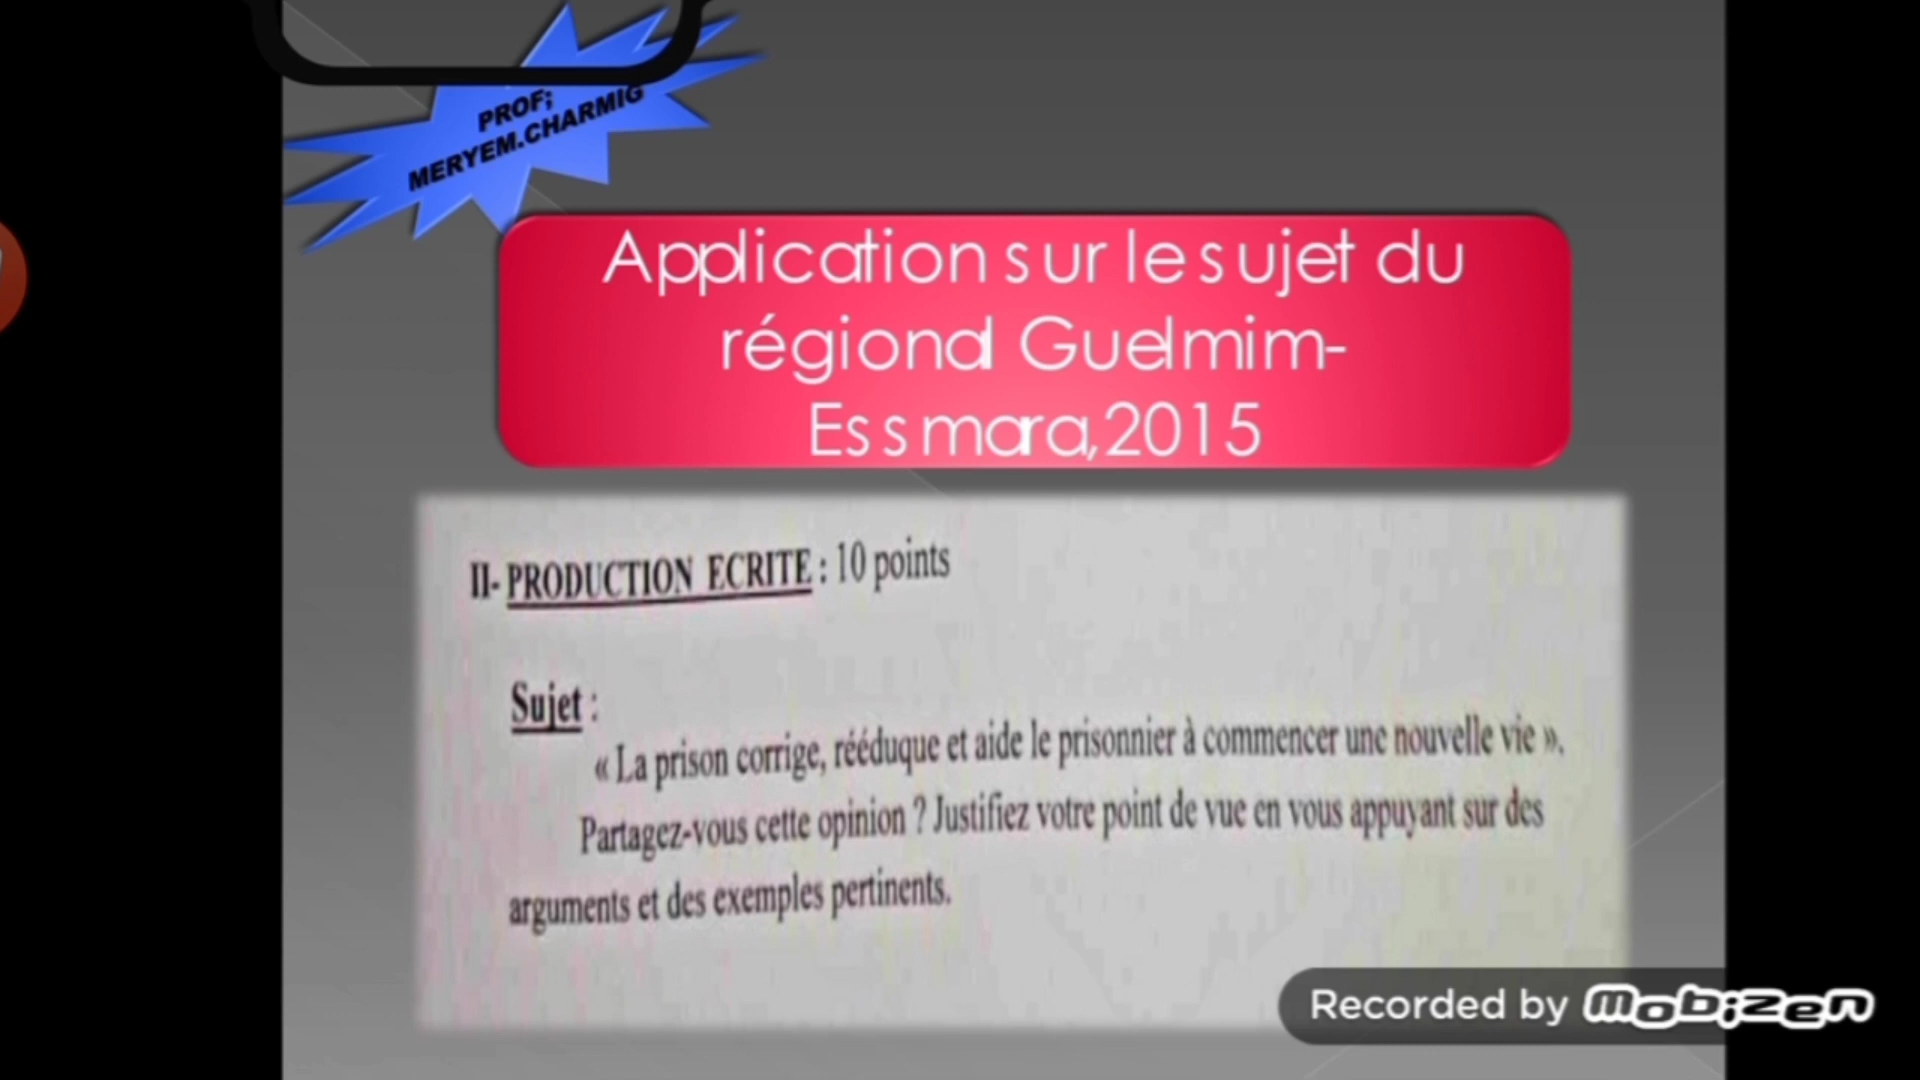 PROF;
MERYEM.CHARMIG
Application sur le sujet du
régional Guelmim-
Essmara,2015
II- PRODUCTION ECRITE : 10 points
Sujet :
« La prison corrige, rééduque et aide le prisonnier à commencer une nouvelle vie ».
Partagez-vous cette opinion ? Justifiez votre point de vue en vous appuyant sur des
arguments et des exemples pertinents.
Recorded by mobizen